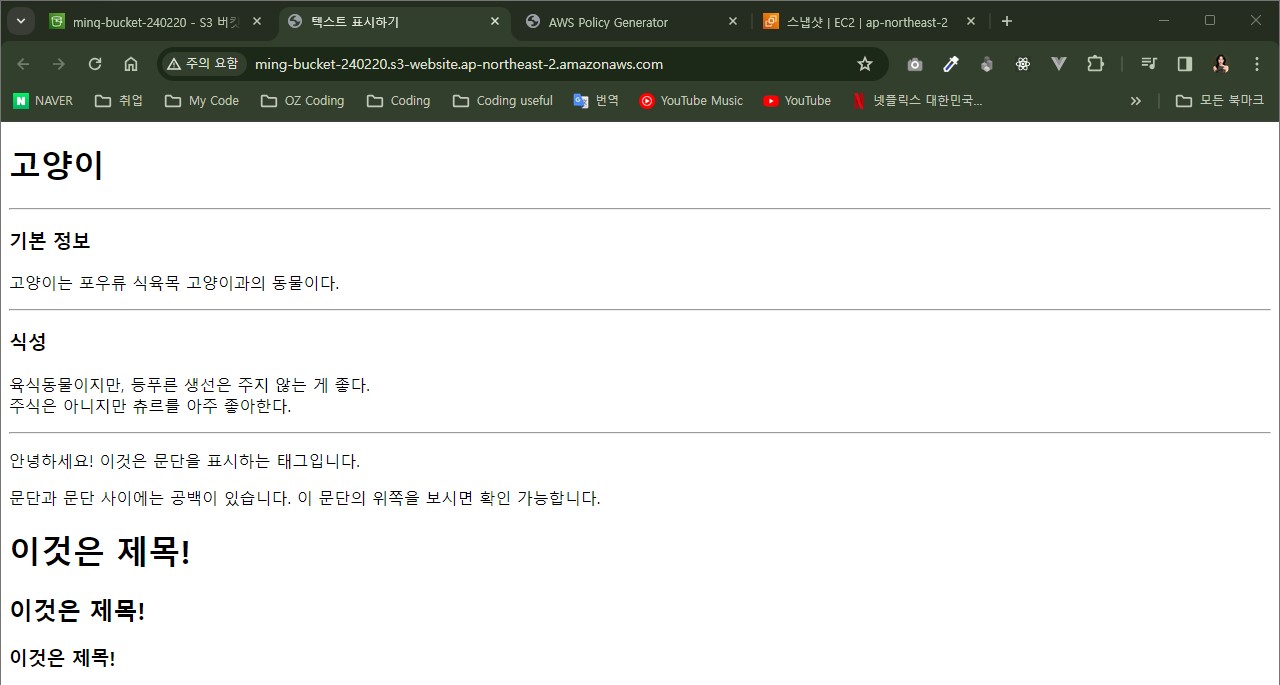 ming-bucket-240220 - S3 버킷
텍스트 표시하기
AWS Policy Generator
스냅샷 | EC2 | ap-northeast-2
주의 요함
ming-bucket-240220.s3-website.ap-northeast-2.amazonaws.com
NAVER
취업
My Code
OZ Coding
Coding
Coding useful
번역
YouTube Music
YouTube
넷플릭스 대한민국...
모든 북마크
고양이
기본 정보
고양이는 포우류 식육목 고양이과의 동물이다.
식성
육식동물이지만, 등푸른 생선은 주지 않는 게 좋다.
주식은 아니지만 츄르를 아주 좋아한다.
안녕하세요! 이것은 문단을 표시하는 태그입니다.
문단과 문단 사이에는 공백이 있습니다. 이 문단의 위쪽을 보시면 확인 가능합니다.
이것은 제목!
이것은 제목!
이것은 제목!